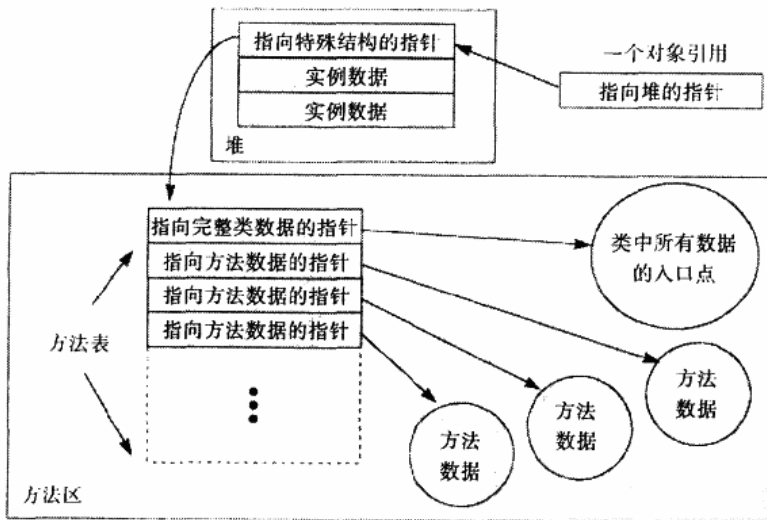 指向特殊结构的指针
实例数据
实例数据
堆
一个对象引用
指向堆的指针
指向完整类数据的指针
指向方法数据的指针
指向方法数据的指针
指向方法数据的指针
类中所有数据
的入口点
方法表
方法
数据
方法
数据
方法
数据
方法区